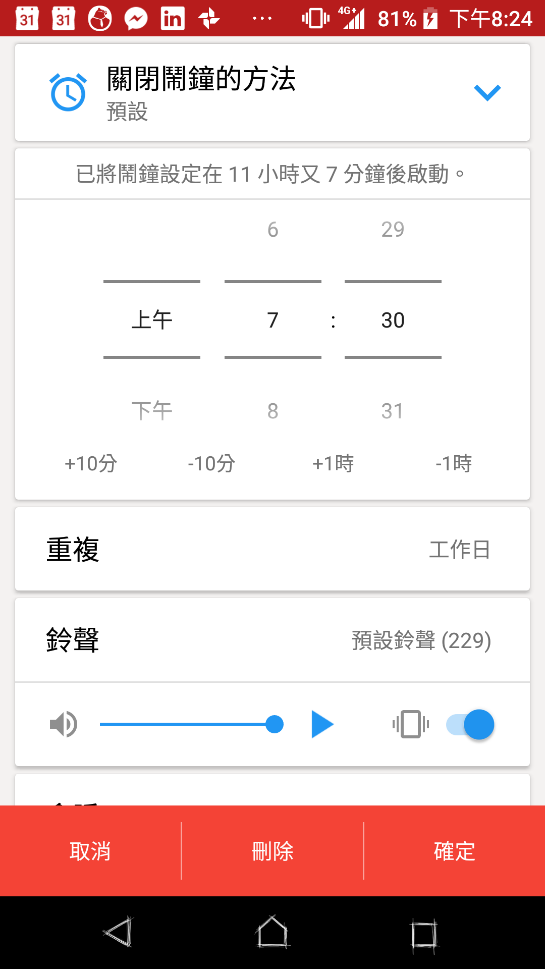 31 31 in ... 4G+ 81% 下午8:24
關閉鬧鐘的方法
預設
已將鬧鐘設定在 11 小時又 7 分鐘後啟動。
6 29
上午 7 : 30
下午 8 31
+10分 -10分 +1時 -1時
重複 工作日
鈴聲 預設鈴聲 (229)
取消 刪除 確定